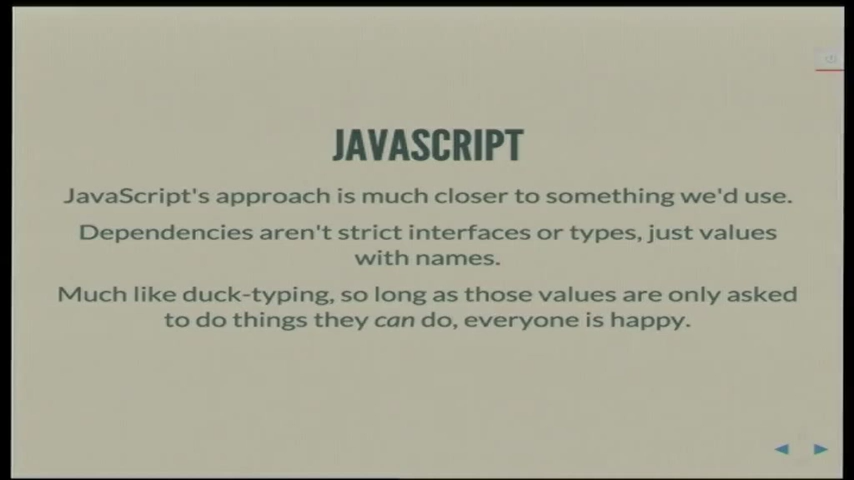 JAVASCRIPT
JavaScript's approach is much closer to something we'd use.
Dependencies aren't strict interfaces or types, just values
with names.
Much like duck-typing, so long as those values are only asked
to do things they can do, everyone is happy.